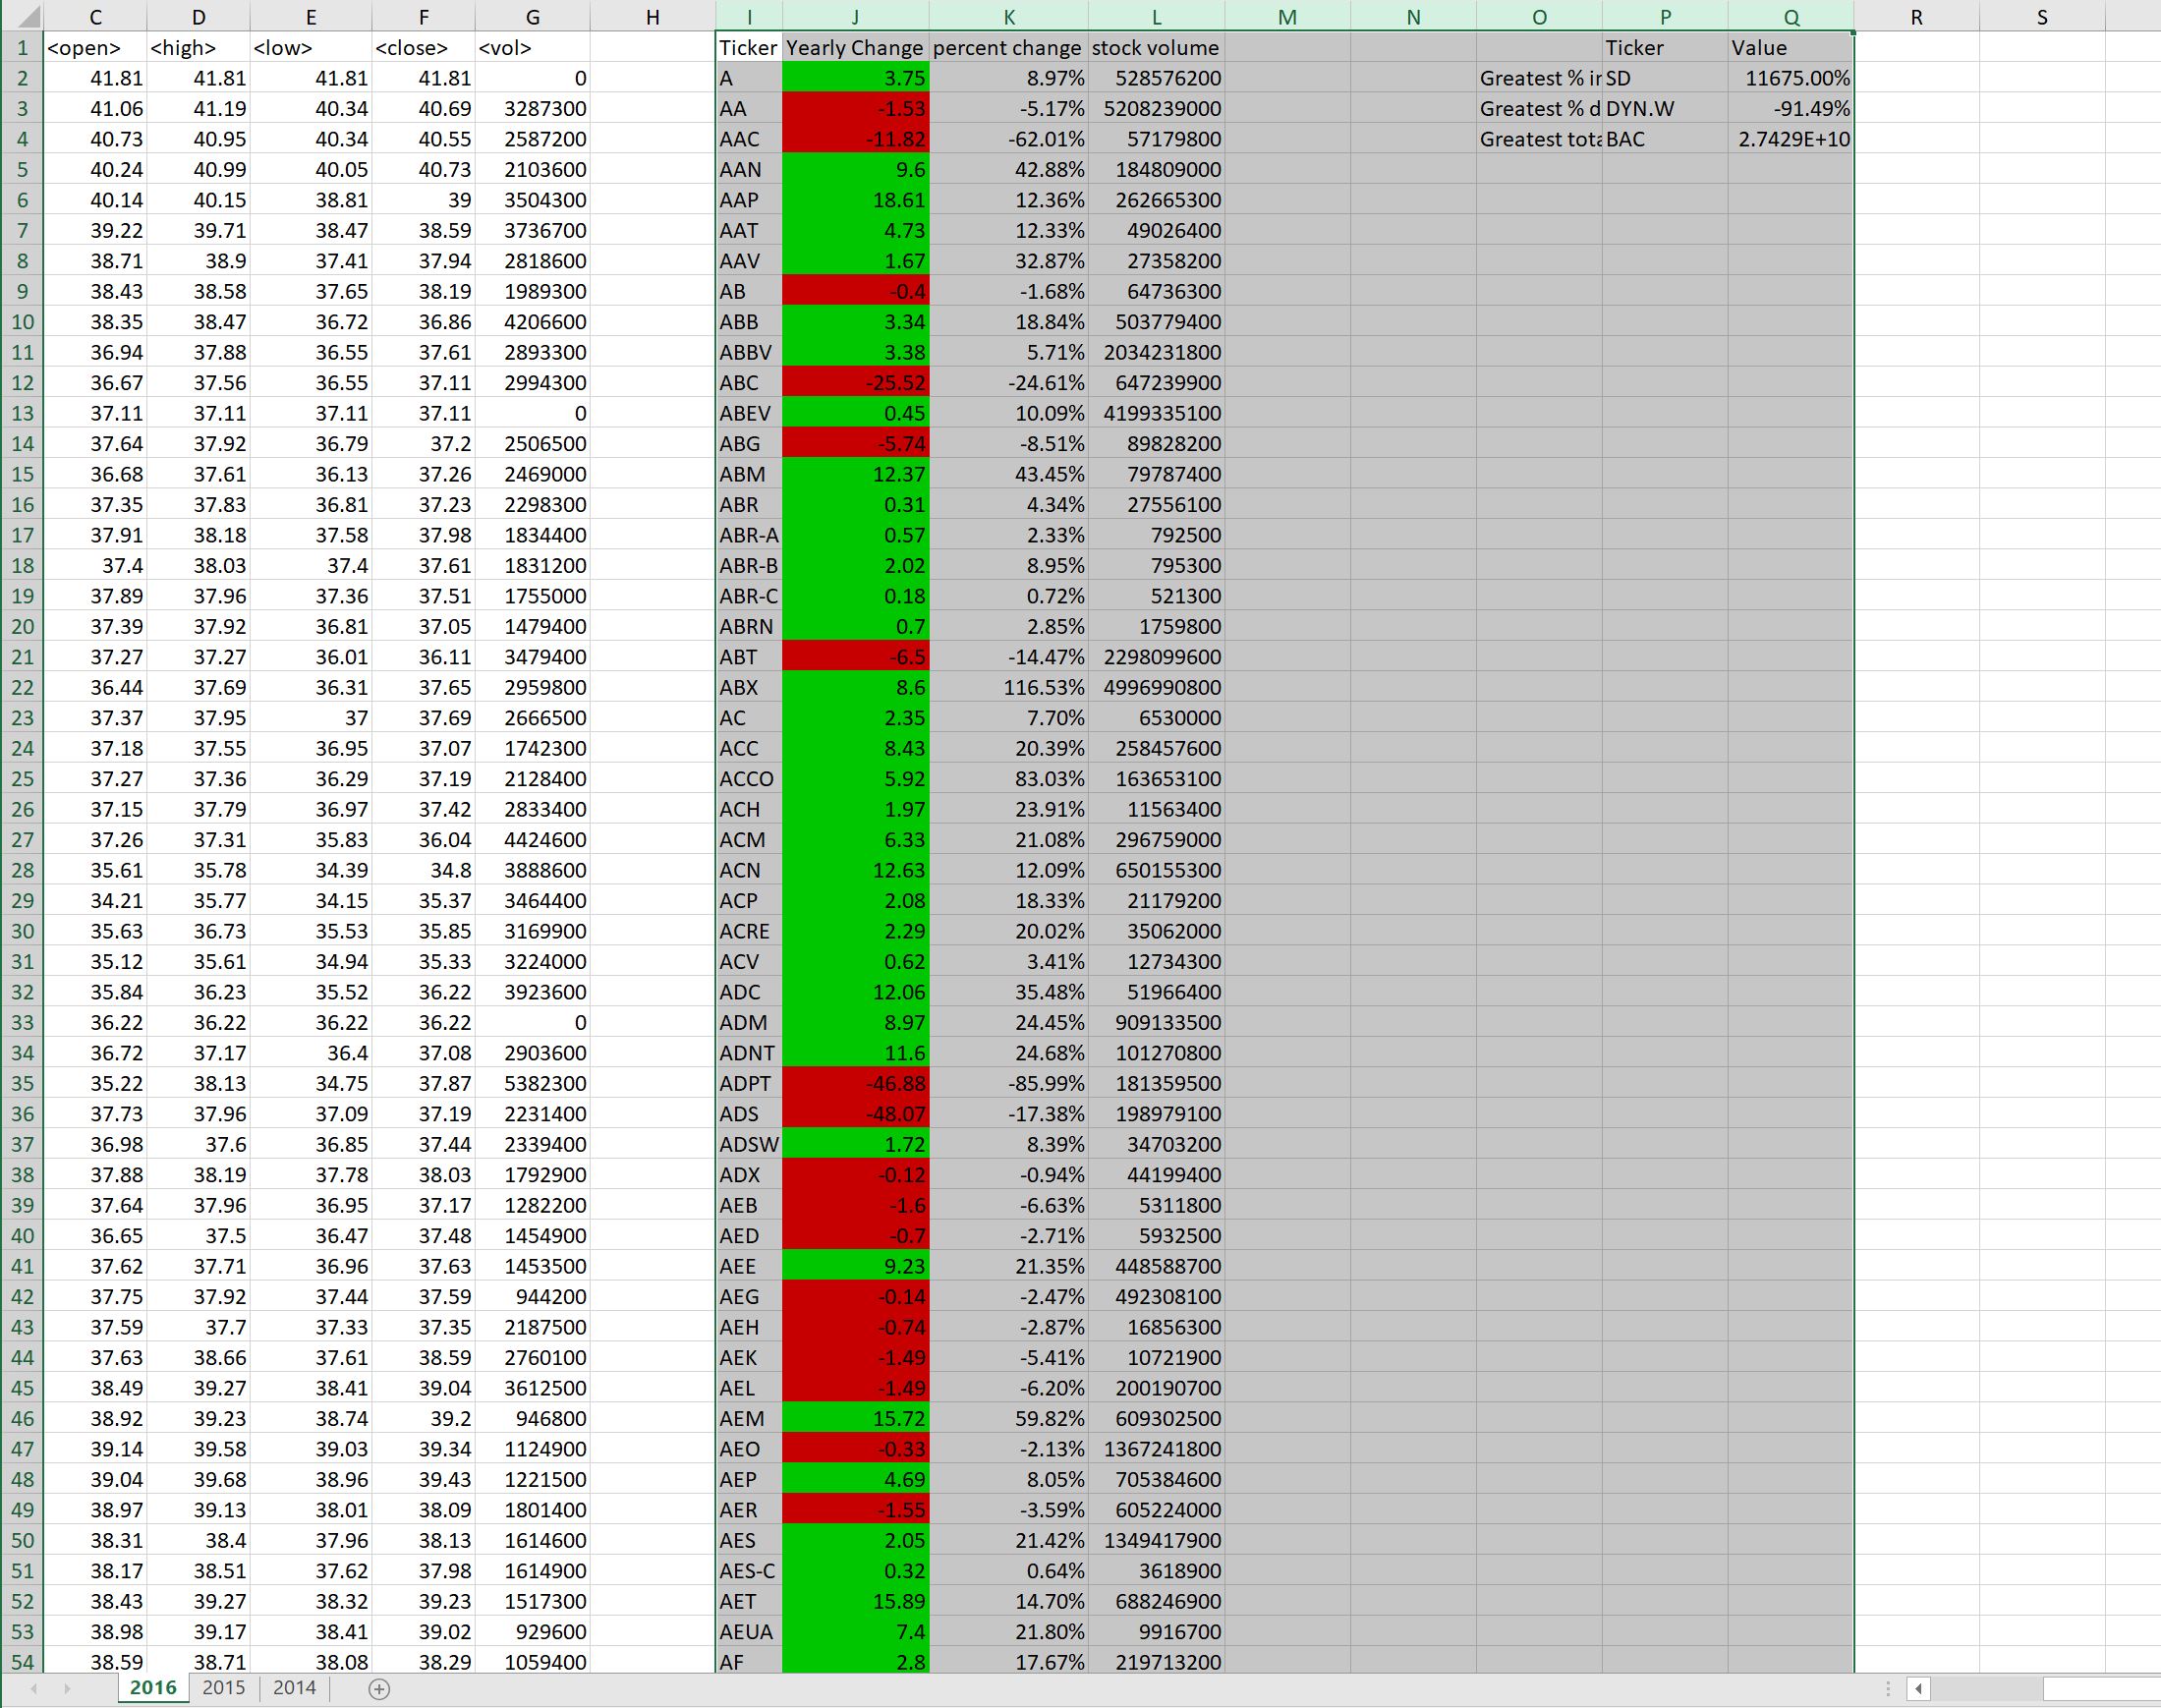 C D E F G H I J K L M N O P Q R S
1 <open> <high> <low> <close> <vol> Ticker Yearly Change percent change stock volume Ticker Value
2 41.81 41.81 41.81 41.81 0 A 3.75 8.97% 528576200 Greatest % ir SD 11675.00%
3 41.06 41.19 40.34 40.69 3287300 AA -1.53 -5.17% 5208239000 Greatest % d DYN.W -91.49%
4 40.73 40.95 40.34 40.55 2587200 AAC -11.82 -62.01% 57179800 Greatest tota BAC 2.7429E+10
5 40.24 40.99 40.05 40.73 2103600 AAN 9.6 42.88% 184809000
6 40.14 40.15 38.81 39 3504300 AAP 18.61 12.36% 262665300
7 39.22 39.71 38.47 38.59 3736700 AAT 4.73 12.33% 49026400
8 38.71 38.9 37.41 37.94 2818600 AAV 1.67 32.87% 27358200
9 38.43 38.58 37.65 38.19 1989300 AB -0.4 -1.68% 64736300
10 38.35 38.47 36.72 36.86 4206600 ABB 3.34 18.84% 503779400
11 36.94 37.88 36.55 37.61 2893300 ABBV 3.38 5.71% 2034231800
12 36.67 37.56 36.55 37.11 2994300 ABC -25.52 -24.61% 647239900
13 37.11 37.11 37.11 37.11 0 ABEV 0.45 10.09% 4199335100
14 37.64 37.92 36.79 37.2 2506500 ABG -5.74 -8.51% 89828200
15 36.68 37.61 36.13 37.26 2469000 ABM 12.37 43.45% 79787400
16 37.35 37.83 36.81 37.23 2298300 ABR 0.31 4.34% 27556100
17 37.91 38.18 37.58 37.98 1834400 ABR-A 0.57 2.33% 792500
18 37.4 38.03 37.4 37.61 1831200 ABR-B 2.02 8.95% 795300
19 37.89 37.96 37.36 37.51 1755000 ABR-C 0.18 0.72% 521300
20 37.39 37.92 36.81 37.05 1479400 ABRN 0.7 2.85% 1759800
21 37.27 37.27 36.01 36.11 3479400 ABT -6.5 -14.47% 2298099600
22 36.44 37.69 36.31 37.65 2959800 ABX 8.6 116.53% 4996990800
23 37.37 37.95 37 37.69 2666500 AC 2.35 7.70% 6530000
24 37.18 37.55 36.95 37.07 1742300 ACC 8.43 20.39% 258457600
25 37.27 37.36 36.29 37.19 2128400 ACCO 5.92 83.03% 163653100
26 37.15 37.79 36.97 37.42 2833400 ACH 1.97 23.91% 11563400
27 37.26 37.31 35.83 36.04 4424600 ACM 6.33 21.08% 296759000
28 35.61 35.78 34.39 34.8 3888600 ACN 12.63 12.09% 650155300
29 34.21 35.77 34.15 35.37 3464400 ACP 2.08 18.33% 21179200
30 35.63 36.73 35.53 35.85 3169900 ACRE 2.29 20.02% 35062000
31 35.12 35.61 34.94 35.33 3224000 ACV 0.62 3.41% 12734300
32 35.84 36.23 35.52 36.22 3923600 ADC 12.06 35.48% 51966400
33 36.22 36.22 36.22 36.22 0 ADM 8.97 24.45% 909133500
34 36.72 37.17 36.4 37.08 2903600 ADNT 11.6 24.68% 101270800
35 35.22 38.13 34.75 37.87 5382300 ADPT -46.88 -85.99% 181359500
36 37.73 37.96 37.09 37.19 2231400 ADS -48.07 -17.38% 198979100
37 36.98 37.6 36.85 37.44 2339400 ADSW 1.72 8.39% 34703200
38 37.88 38.19 37.78 38.03 1792900 ADX -0.12 -0.94% 44199400
39 37.64 37.96 36.95 37.17 1282200 AEB -1.6 -6.63% 5311800
40 36.65 37.5 36.47 37.48 1454900 AED -0.7 -2.71% 5932500
41 37.62 37.71 36.96 37.63 1453500 AEE 9.23 21.35% 448588700
42 37.75 37.92 37.44 37.59 944200 AEG -0.14 -2.47% 492308100
43 37.59 37.7 37.33 37.35 2187500 AEH -0.74 -2.87% 16856300
44 37.63 38.66 37.61 38.59 2760100 AEK -1.49 -5.41% 10721900
45 38.49 39.27 38.41 39.04 3612500 AEL -1.49 -6.20% 200190700
46 38.92 39.23 38.74 39.2 946800 AEM 15.72 59.82% 609302500
47 39.14 39.58 39.03 39.34 1124900 AEO -0.33 -2.13% 1367241800
48 39.04 39.68 38.96 39.43 1221500 AEP 4.69 8.05% 705384600
49 38.97 39.13 38.01 38.09 1801400 AER -1.55 -3.59% 605224000
50 38.31 38.4 37.96 38.13 1614600 AES 2.05 21.42% 1349417900
51 38.17 38.51 37.62 37.98 1614900 AES-C 0.32 0.64% 3618900
52 38.43 39.27 38.32 39.23 1517300 AET 15.89 14.70% 688246900
53 38.98 39.17 38.41 39.02 929600 AEUA 7.4 21.80% 9916700
54 38.59 38.71 38.08 38.29 1059400 AF 2.8 17.67% 219713200
2016 2015 2014